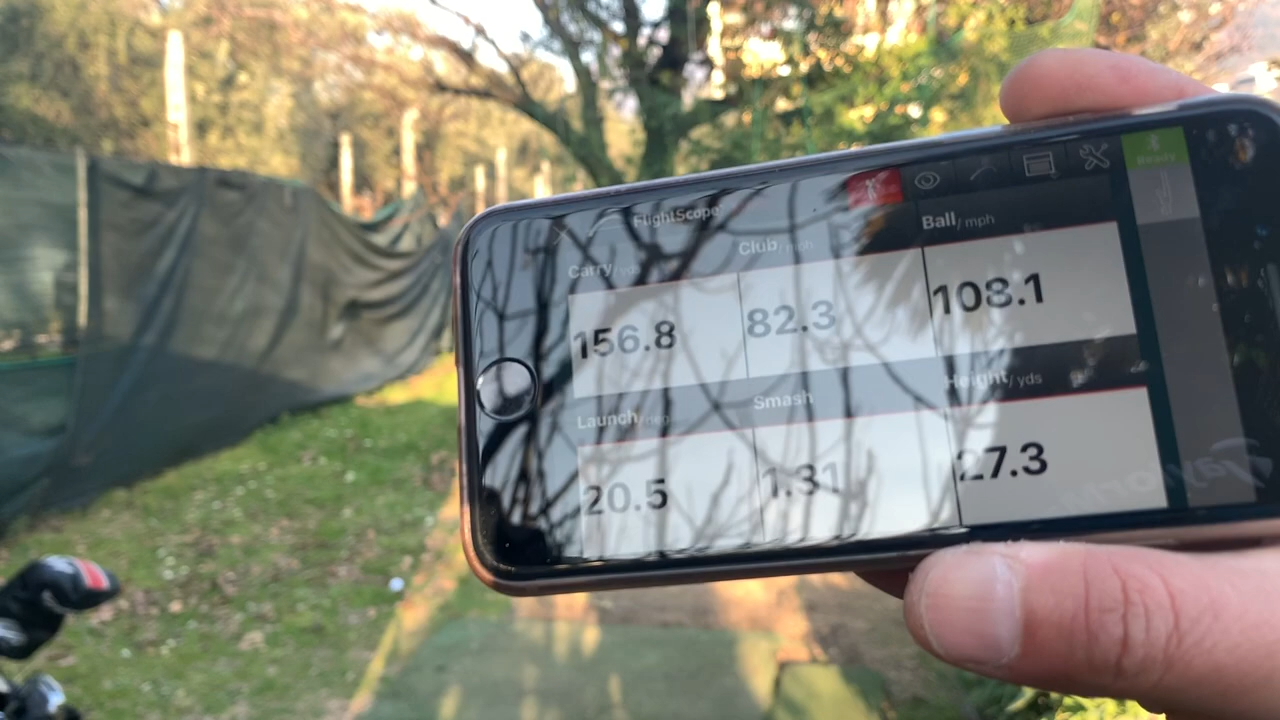 FlightScope
Carry/yds Club/mph Ball/mph
156.8 82.3 108.1
Launch/deg Smash Height/yds
20.5 1.31 27.3
Ready